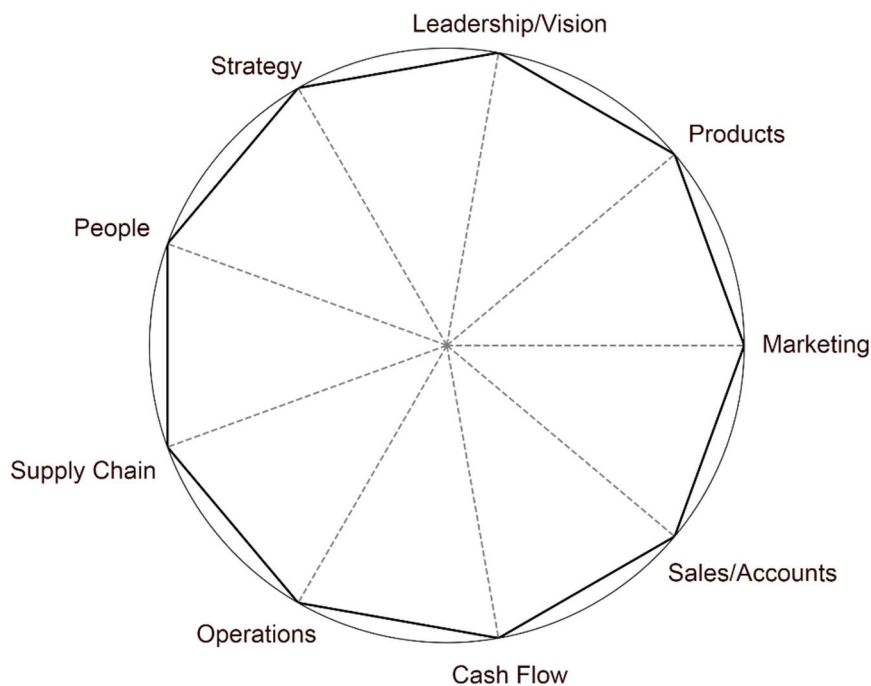 Leadership/Vision
Strategy
Products
People
Marketing
Supply Chain
Sales/Accounts
Operations
Cash Flow